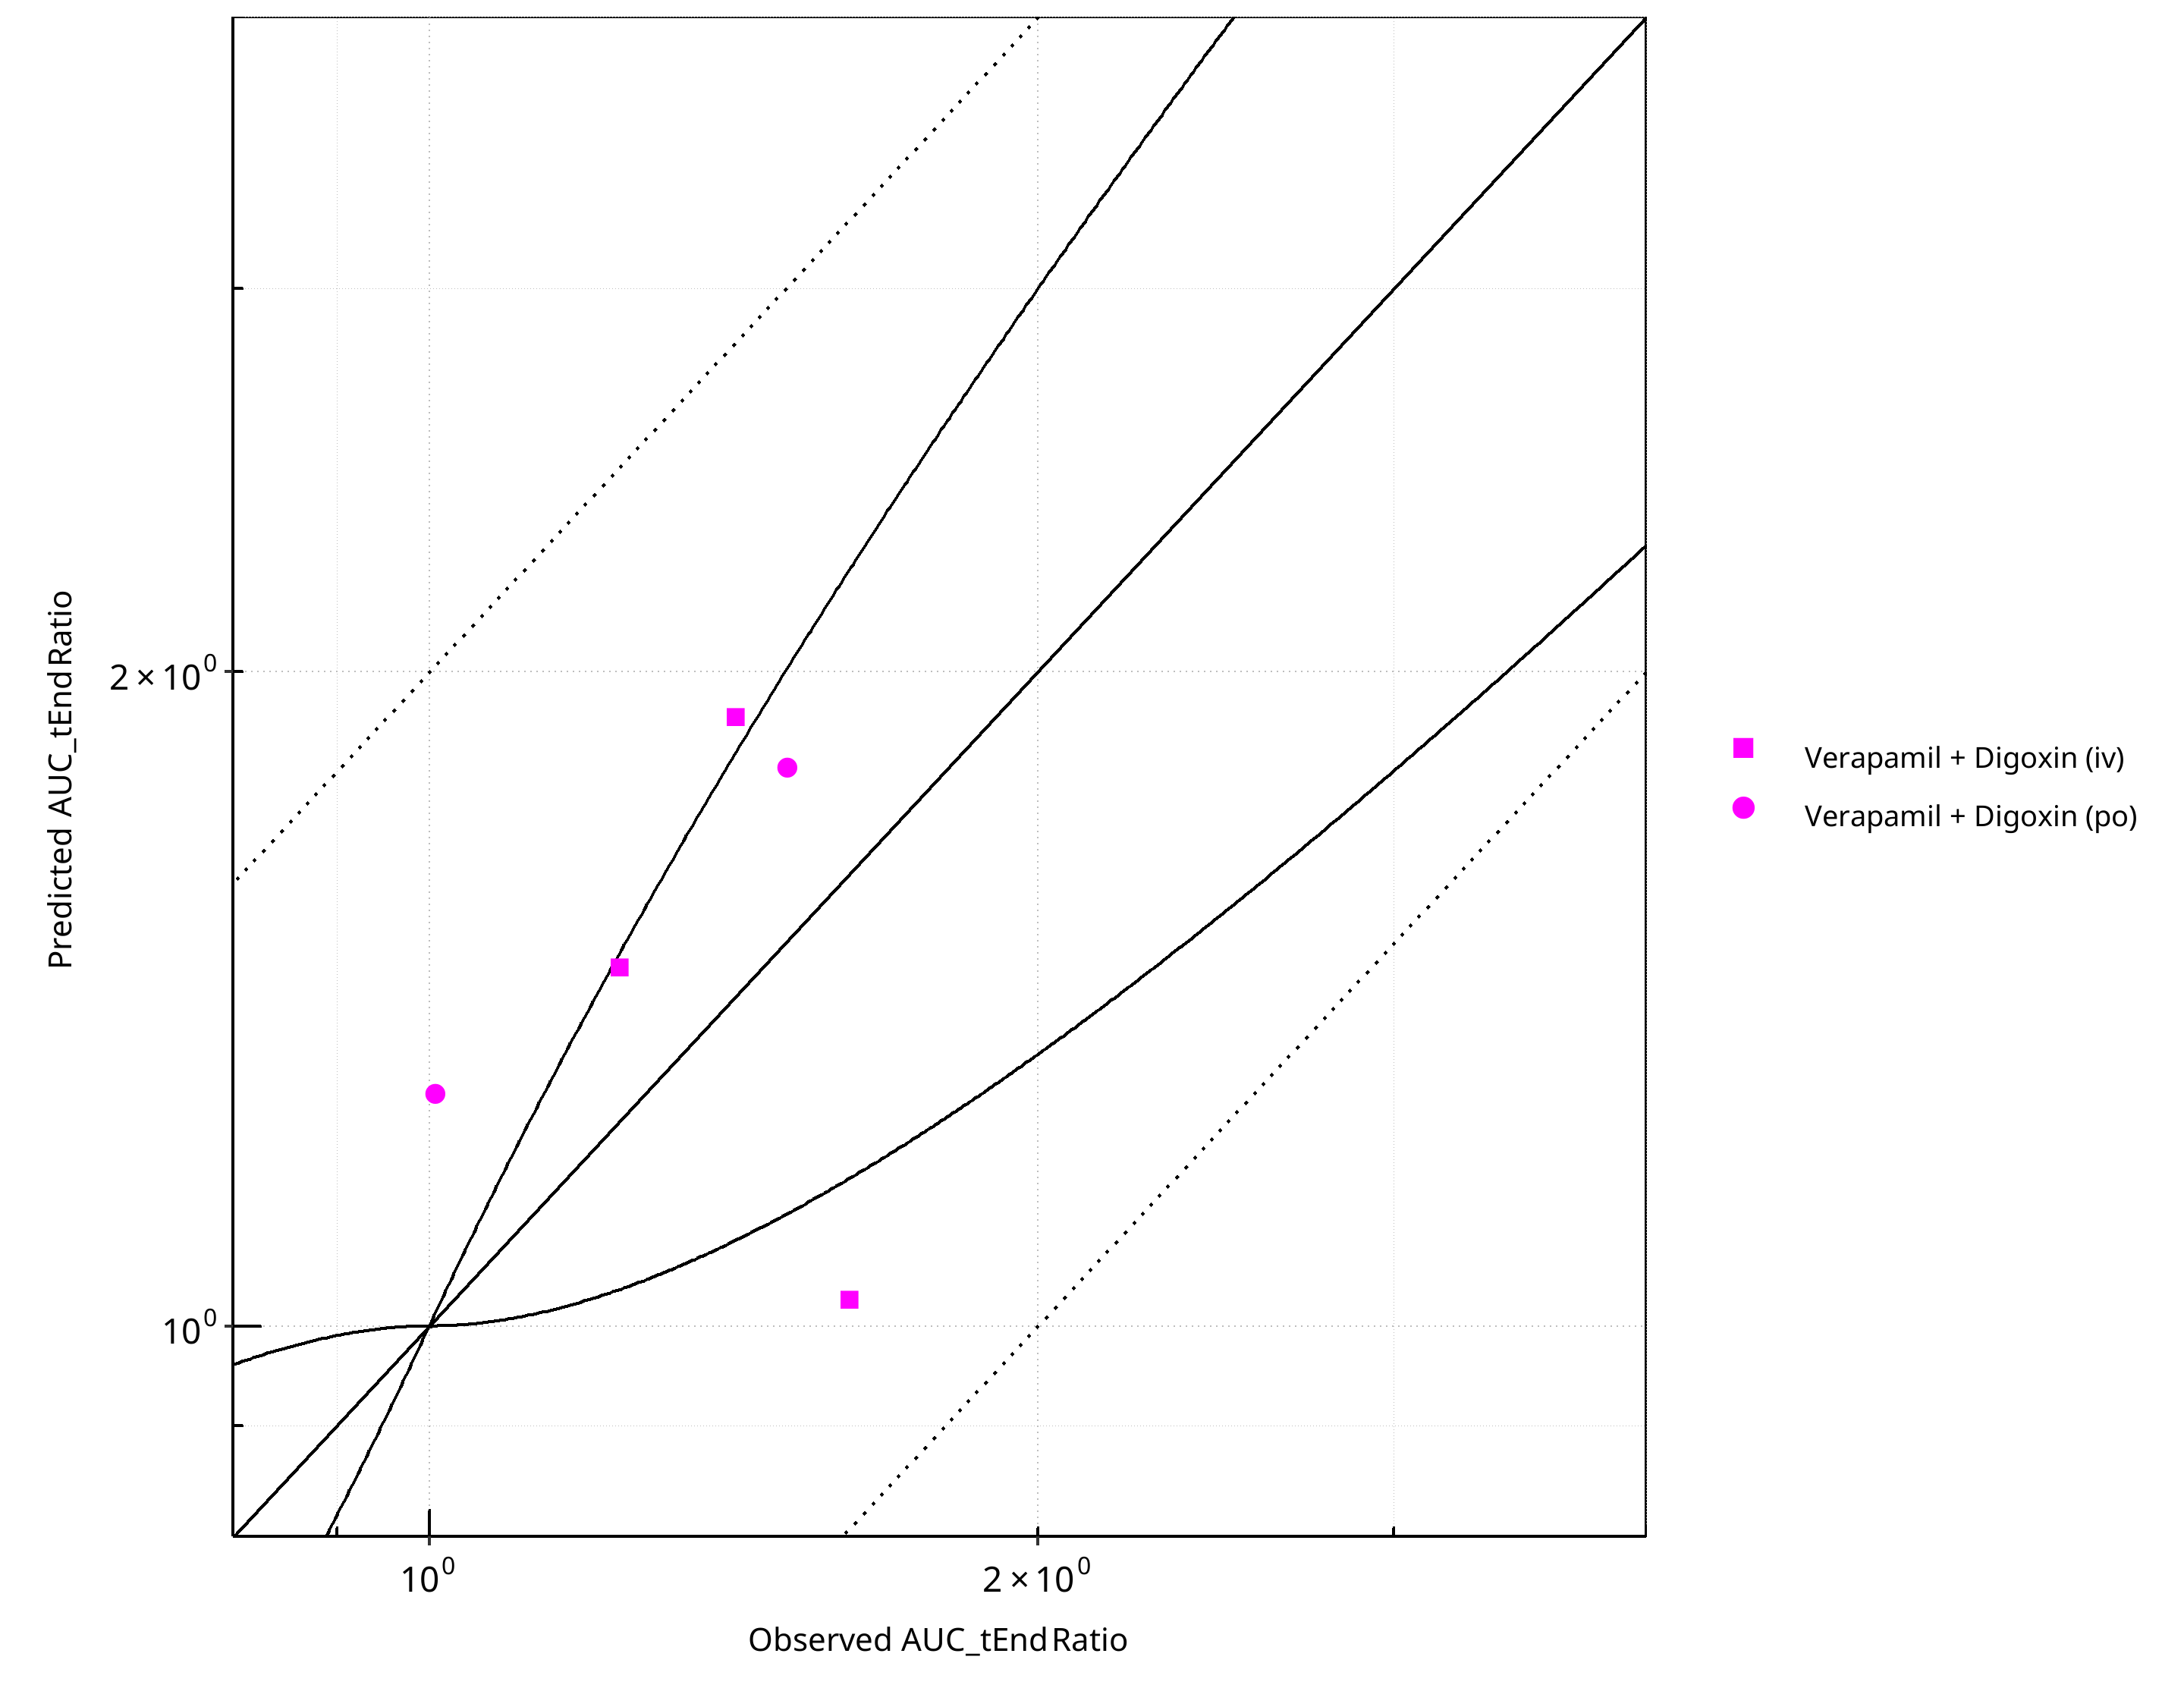 Predicted AUC_tEnd Ratio
2 × 10⁰
10⁰
10⁰
2 × 10⁰
Observed AUC_tEnd Ratio
Verapamil + Digoxin (iv)
Verapamil + Digoxin (po)